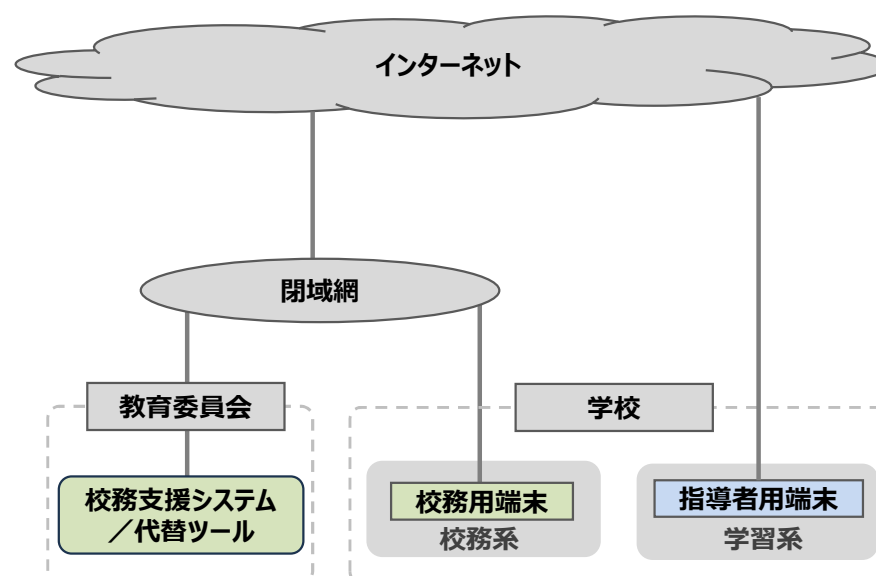 インターネット
閉域網
教育委員会
学校
校務支援システム
／代替ツール
校務用端末
校務系
指導者用端末
学習系